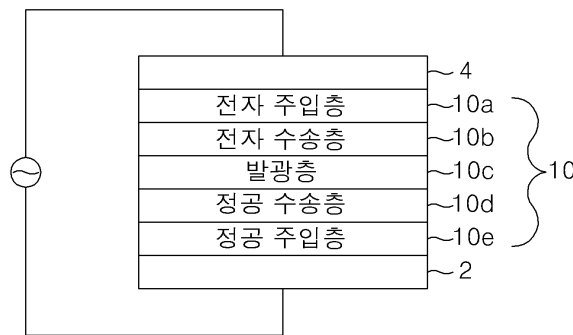 4
전자 주입층 10a
전자 수송층 10b
발광층 10c 10
정공 수송층 10d
정공 주입층 10e
2